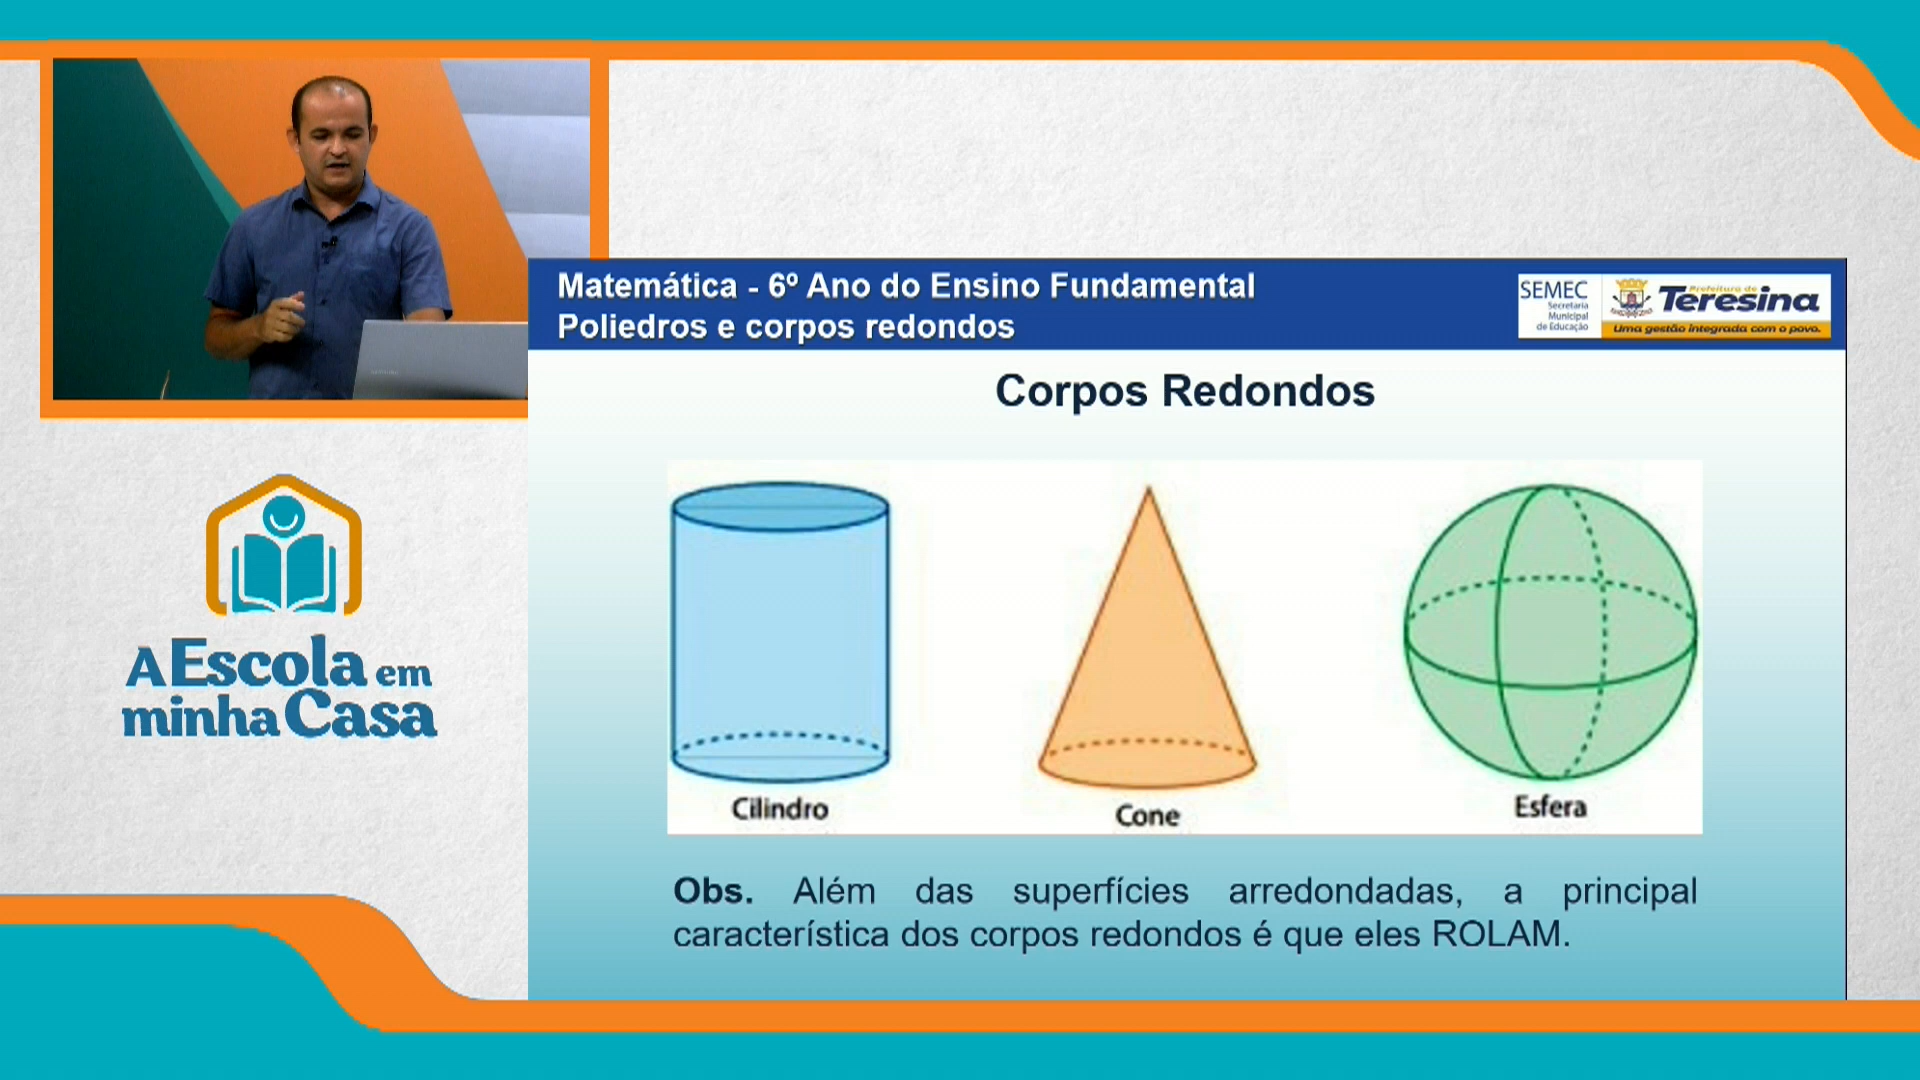 Matemática - 6º Ano do Ensino Fundamental
Poliedros e corpos redondos
SEMEC
Secretaria
Municipal
de Educação
Prefeitura de
Teresina
Uma gestão integrada com o povo.
Corpos Redondos
Cilindro
Cone
Esfera
Obs. Além das superfícies arredondadas, a principal
característica dos corpos redondos é que eles ROLAM.
A Escola em
minha Casa